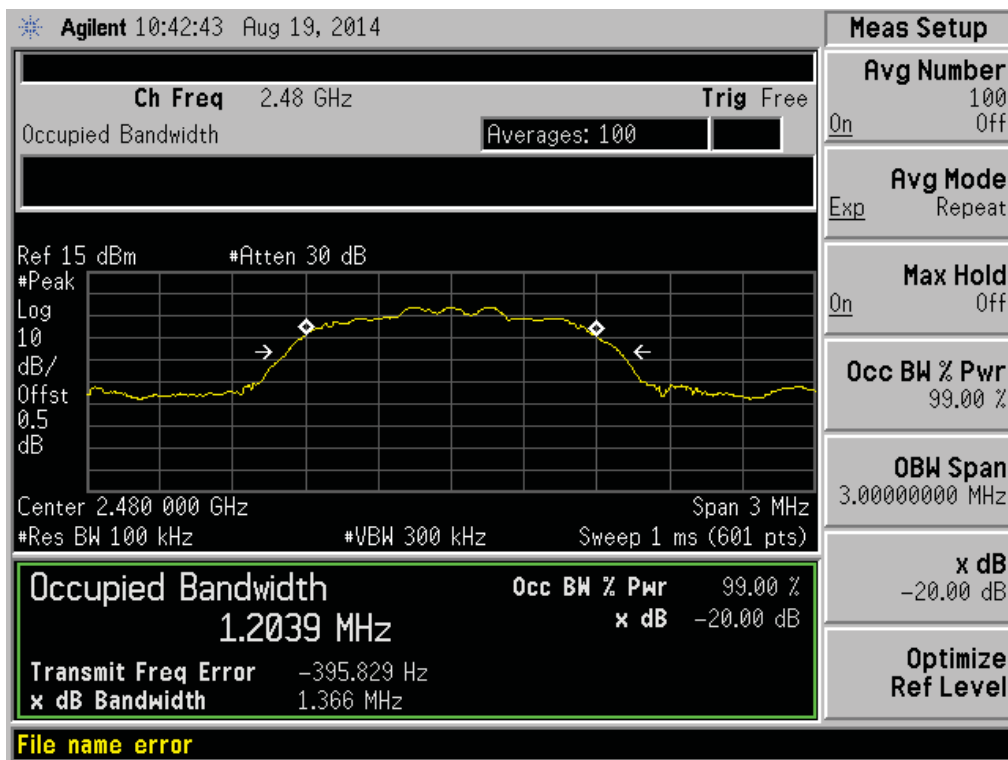 Agilent 10:42:43 Aug 19, 2014
Ch Freq 2.48 GHz Trig Free
Occupied Bandwidth Averages: 100
Ref 15 dBm #Atten 30 dB
#Peak
Log
10
dB/
Offst
0.5
dB
Center 2.480 000 GHz Span 3 MHz
#Res BW 100 kHz #VBW 300 kHz Sweep 1 ms (601 pts)
Occupied Bandwidth Occ BW % Pwr 99.00 %
1.2039 MHz x dB -20.00 dB
Transmit Freq Error -395.829 Hz
x dB Bandwidth 1.366 MHz
File name error
Meas Setup
Avg Number
100
On Off
Avg Mode
Exp Repeat
Max Hold
On Off
Occ BW % Pwr
99.00 %
OBW Span
3.00000000 MHz
x dB
-20.00 dB
Optimize
Ref Level